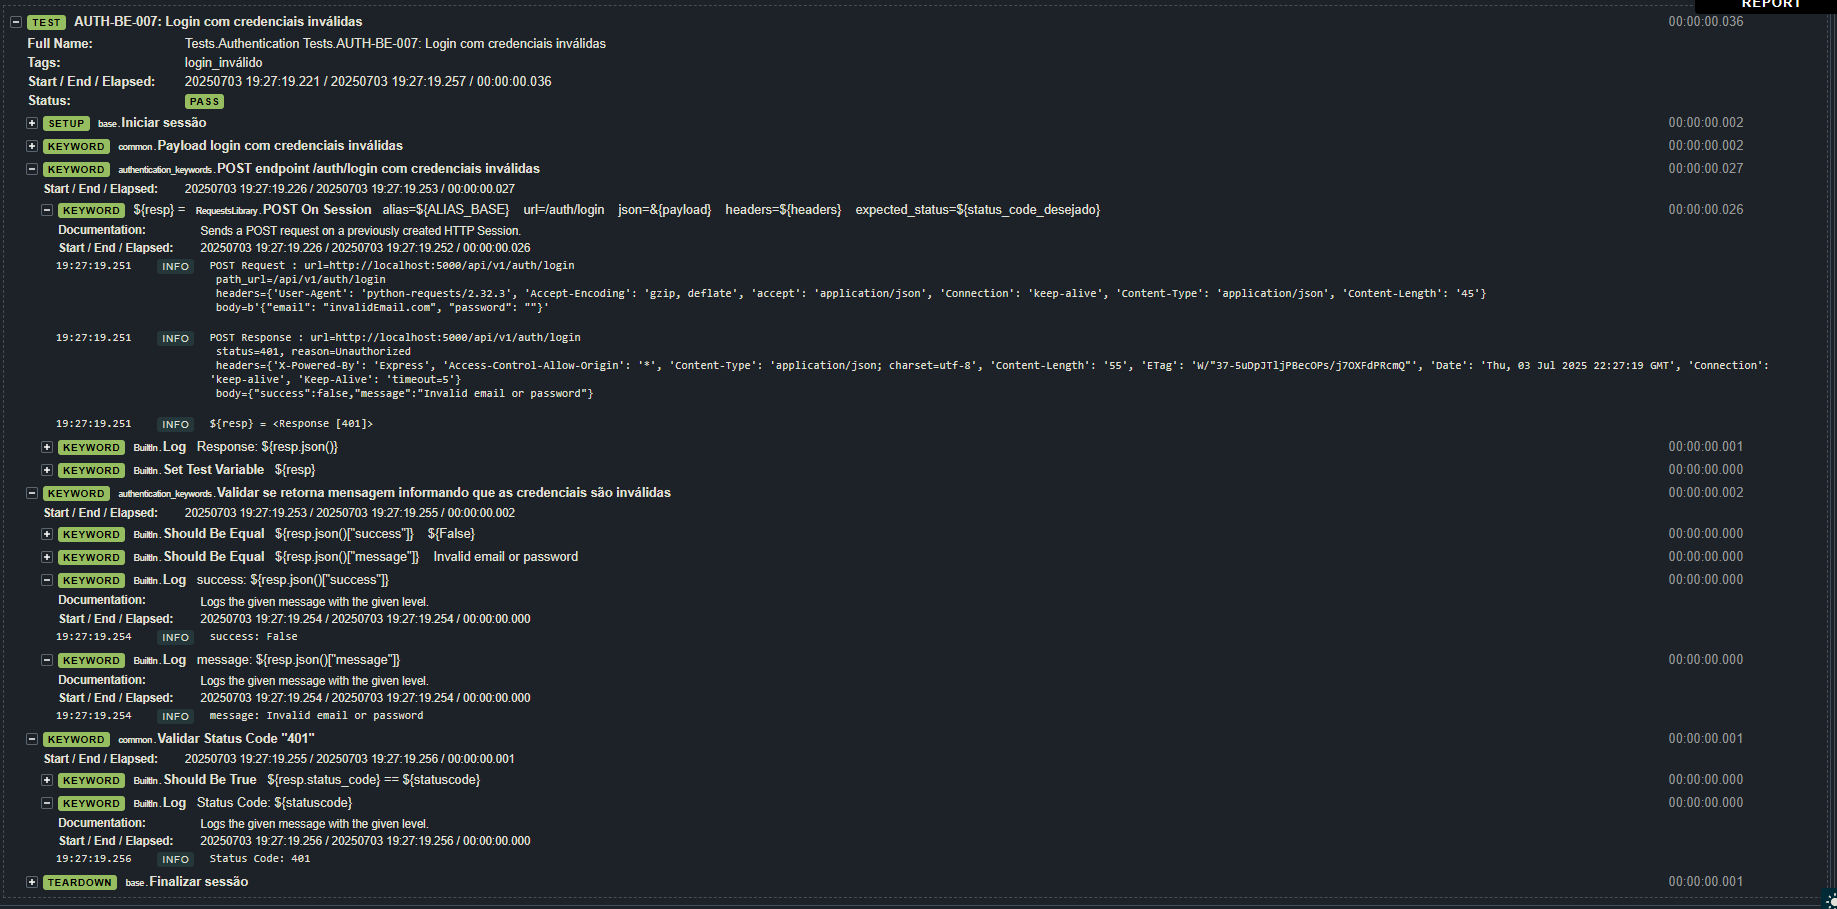 REPORT
TEST AUTH-BE-007: Login com credenciais inválidas 00:00:00.036
Full Name: Tests.Authentication Tests.AUTH-BE-007: Login com credenciais inválidas
Tags: login_inválido
Start / End / Elapsed: 20250703 19:27:19.221 / 20250703 19:27:19.257 / 00:00:00.036
Status: PASS
SETUP base.Iniciar sessão 00:00:00.002
KEYWORD common.Payload login com credenciais inválidas 00:00:00.002
KEYWORD authentication_keywords.POST endpoint /auth/login com credenciais inválidas 00:00:00.027
Start / End / Elapsed: 20250703 19:27:19.226 / 20250703 19:27:19.253 / 00:00:00.027
KEYWORD ${resp} = RequestsLibrary.POST On Session alias=${ALIAS_BASE} url=/auth/login json=&{payload} headers=${headers} expected_status=${status_code_desejado} 00:00:00.026
Documentation: Sends a POST request on a previously created HTTP Session.
Start / End / Elapsed: 20250703 19:27:19.226 / 20250703 19:27:19.252 / 00:00:00.026
19:27:19.251 INFO POST Request : url=http://localhost:5000/api/v1/auth/login
path_url=/api/v1/auth/login
headers={'User-Agent': 'python-requests/2.32.3', 'Accept-Encoding': 'gzip, deflate', 'accept': 'application/json', 'Connection': 'keep-alive', 'Content-Type': 'application/json', 'Content-Length': '45'}
body=b'{"email": "invalidEmail.com", "password": ""}'
19:27:19.251 INFO POST Response : url=http://localhost:5000/api/v1/auth/login
status=401, reason=Unauthorized
headers={'X-Powered-By': 'Express', 'Access-Control-Allow-Origin': '*', 'Content-Type': 'application/json; charset=utf-8', 'Content-Length': '55', 'ETag': 'W/"37-5uDpJTljPBecOPs/j7OXFdPRcmQ"', 'Date': 'Thu, 03 Jul 2025 22:27:19 GMT', 'Connection':
'keep-alive', 'Keep-Alive': 'timeout=5'}
body={"success":false,"message":"Invalid email or password"}
19:27:19.251 INFO ${resp} = <Response [401]>
KEYWORD BuiltIn.Log Response: ${resp.json()} 00:00:00.001
KEYWORD BuiltIn.Set Test Variable ${resp} 00:00:00.000
KEYWORD authentication_keywords.Validar se retorna mensagem informando que as credenciais são inválidas 00:00:00.002
Start / End / Elapsed: 20250703 19:27:19.253 / 20250703 19:27:19.255 / 00:00:00.002
KEYWORD BuiltIn.Should Be Equal ${resp.json()["success"]} ${False} 00:00:00.000
KEYWORD BuiltIn.Should Be Equal ${resp.json()["message"]} Invalid email or password 00:00:00.000
KEYWORD BuiltIn.Log success: ${resp.json()["success"]} 00:00:00.000
Documentation: Logs the given message with the given level.
Start / End / Elapsed: 20250703 19:27:19.254 / 20250703 19:27:19.254 / 00:00:00.000
19:27:19.254 INFO success: False
KEYWORD BuiltIn.Log message: ${resp.json()["message"]} 00:00:00.000
Documentation: Logs the given message with the given level.
Start / End / Elapsed: 20250703 19:27:19.254 / 20250703 19:27:19.254 / 00:00:00.000
19:27:19.254 INFO message: Invalid email or password
KEYWORD common.Validar Status Code "401" 00:00:00.001
Start / End / Elapsed: 20250703 19:27:19.255 / 20250703 19:27:19.256 / 00:00:00.001
KEYWORD BuiltIn.Should Be True ${resp.status_code} == ${statuscode} 00:00:00.000
KEYWORD BuiltIn.Log Status Code: ${statuscode} 00:00:00.000
Documentation: Logs the given message with the given level.
Start / End / Elapsed: 20250703 19:27:19.256 / 20250703 19:27:19.256 / 00:00:00.000
19:27:19.256 INFO Status Code: 401
TEARDOWN base.Finalizar sessão 00:00:00.001